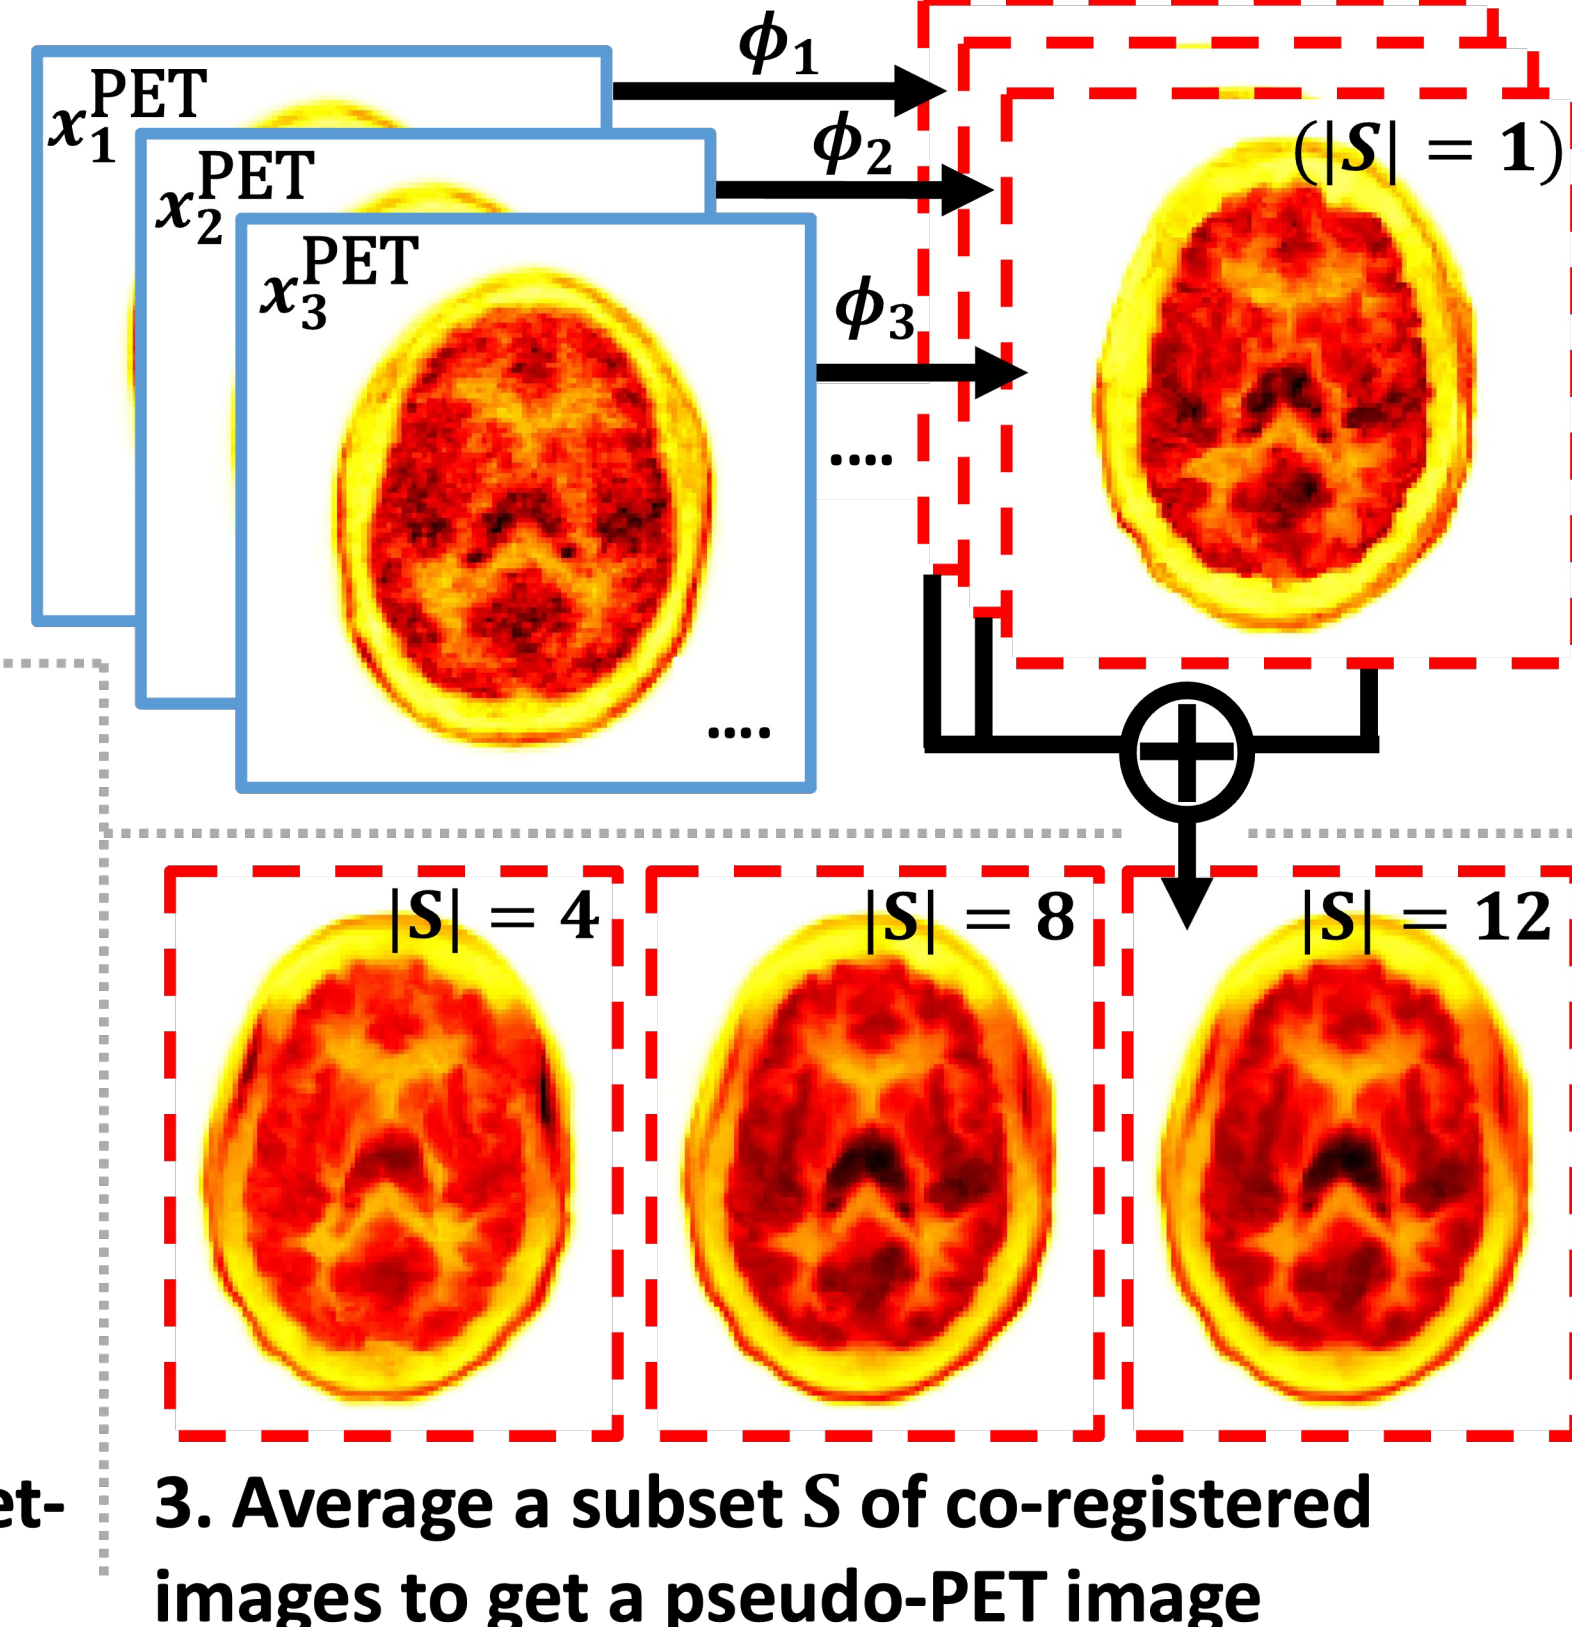 x₁^PET
ϕ₁
x₂^PET
ϕ₂
(|S| = 1)
x₃^PET
ϕ₃
....
....
|S| = 4
|S| = 8
|S| = 12
et-
3. Average a subset S of co-registered
images to get a pseudo-PET image